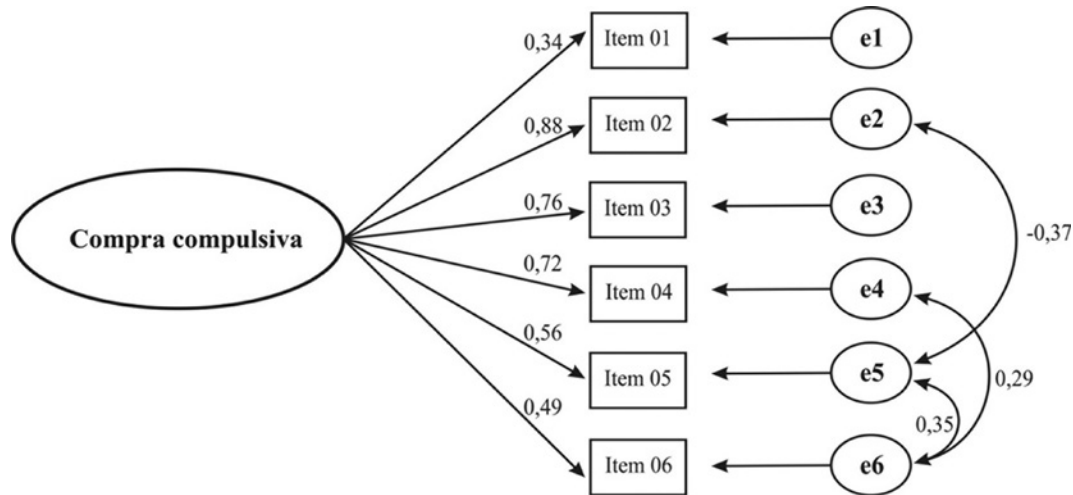 Compra compulsiva
0,34
0,88
0,76
0,72
0,56
0,49
Item 01
Item 02
Item 03
Item 04
Item 05
Item 06
e1
e2
e3
e4
e5
e6
-0,37
0,29
0,35